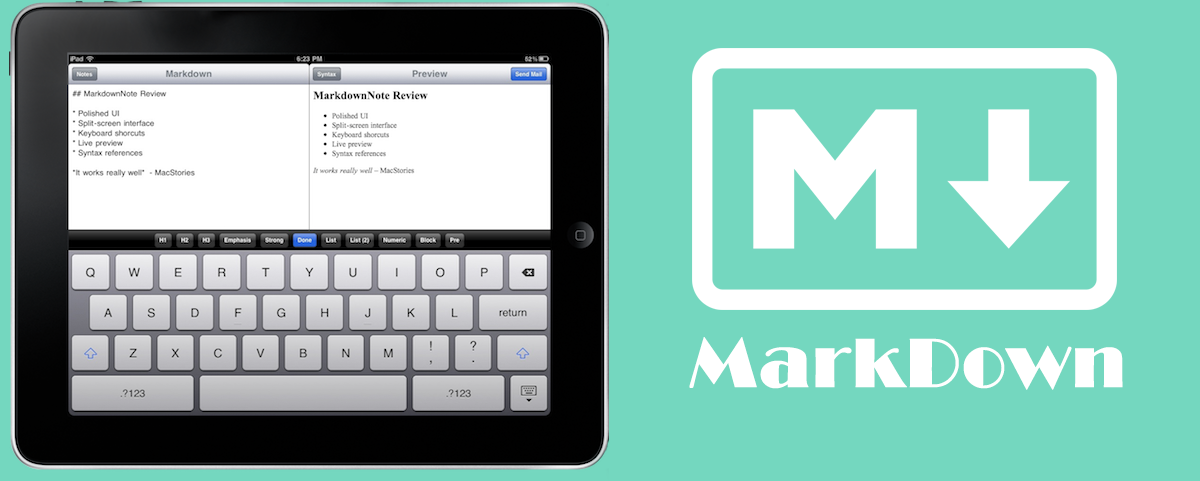 iPad 6:23 PM 52%
Notes Markdown Syntax Preview Send Mail
## MarkdownNote Review
* Polished UI
* Split-screen interface
* Keyboard shorcuts
* Live preview
* Syntax references
*It works really well* - MacStories
MarkdownNote Review
• Polished UI
• Split-screen interface
• Keyboard shorcuts
• Live preview
• Syntax references
It works really well – MacStories
H1 H2 H3 Emphasis Strong Done List List (2) Numeric Block Pre
Q W E R T Y U I O P
A S D F G H J K L return
Z X C V B N M ! , ? .
.?123 .?123
M
MarkDown